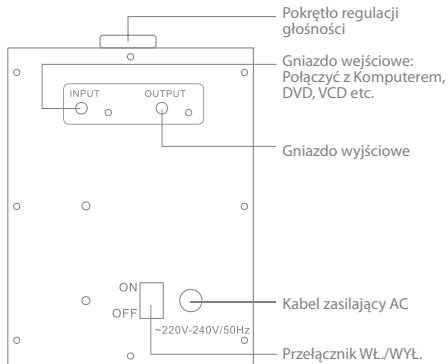 Pokrętło regulacji
głośności
Gniazdo wejściowe:
Połączyć z Komputerem,
DVD, VCD etc.
INPUT
OUTPUT
Gniazdo wyjściowe
ON
OFF
Kabel zasilający AC
~220V-240V/50Hz
Przełącznik WŁ./WYŁ.